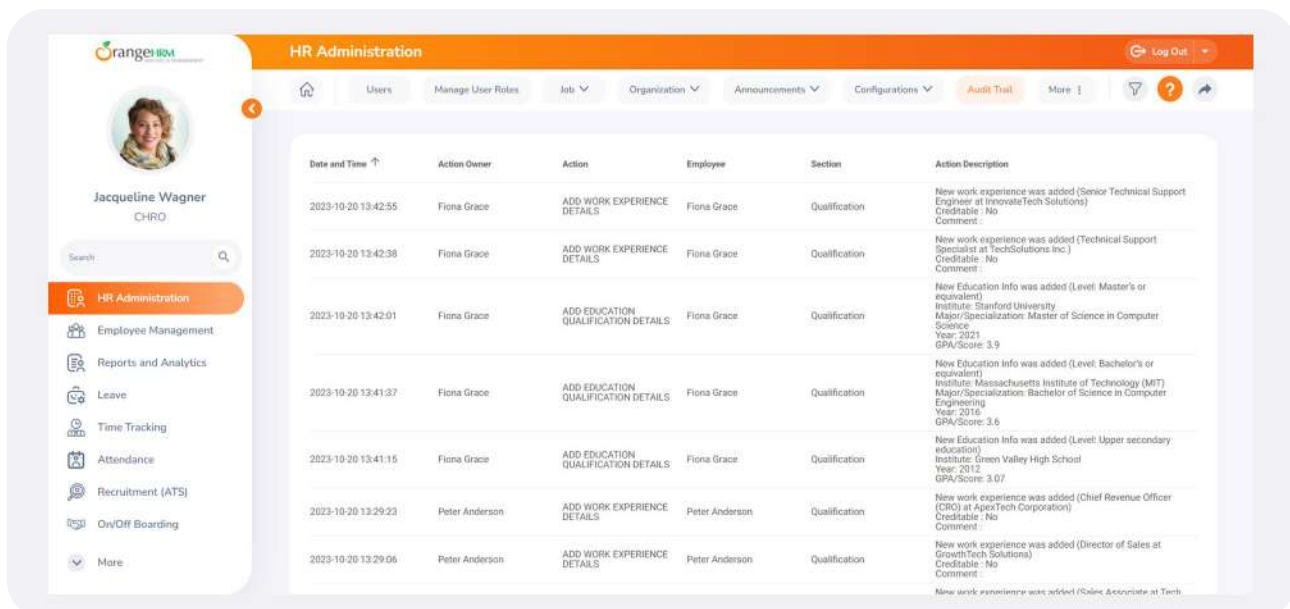 OrangeHRM
HR Administration
Log Out
Users
Manage User Roles
Job
Organization
Announcements
Configurations
Audit Trail
More
?
Jacqueline Wagner
CHRO
Search
HR Administration
Employee Management
Reports and Analytics
Leave
Time Tracking
Attendance
Recruitment (ATS)
On/Off Boarding
More
Date and Time ↑ Action Owner Action Employee Section Action Description
2023-10-20 13:42:55
Fiona Grace
ADD WORK EXPERIENCE
DETAILS
Fiona Grace
Qualification
New work experience was added (Senior Technical Support
Engineer at InnovateTech Solutions)
Creditable : No
Comment :
2023-10-20 13:42:38
Fiona Grace
ADD WORK EXPERIENCE
DETAILS
Fiona Grace
Qualification
New work experience was added (Technical Support
Specialist at TechSolutions Inc.)
Creditable : No
Comment :
2023-10-20 13:42:01
Fiona Grace
ADD EDUCATION
QUALIFICATION DETAILS
Fiona Grace
Qualification
New Education Info was added (Level: Master's or
equivalent)
Institute: Stanford University
Major/Specialization: Master of Science in Computer
Science
Year: 2021
GPA/Score: 3.9
2023-10-20 13:41:37
Fiona Grace
ADD EDUCATION
QUALIFICATION DETAILS
Fiona Grace
Qualification
New Education Info was added (Level: Bachelor's or
equivalent)
Institute: Massachusetts Institute of Technology (MIT)
Major/Specialization: Bachelor of Science in Computer
Engineering
Year: 2016
GPA/Score: 3.6
2023-10-20 13:41:15
Fiona Grace
ADD EDUCATION
QUALIFICATION DETAILS
Fiona Grace
Qualification
New Education Info was added (Level: Upper secondary
education)
Institute: Green Valley High School
Year: 2012
GPA/Score: 3.07
2023-10-20 13:29:23
Peter Anderson
ADD WORK EXPERIENCE
DETAILS
Peter Anderson
Qualification
New work experience was added (Chief Revenue Officer
(CRO) at ApexTech Corporation)
Creditable : No
Comment :
2023-10-20 13:29:06
Peter Anderson
ADD WORK EXPERIENCE
DETAILS
Peter Anderson
Qualification
New work experience was added (Director of Sales at
GrowthTech Solutions)
Creditable : No
Comment :
New work experience was added (Sales Associate at Tech